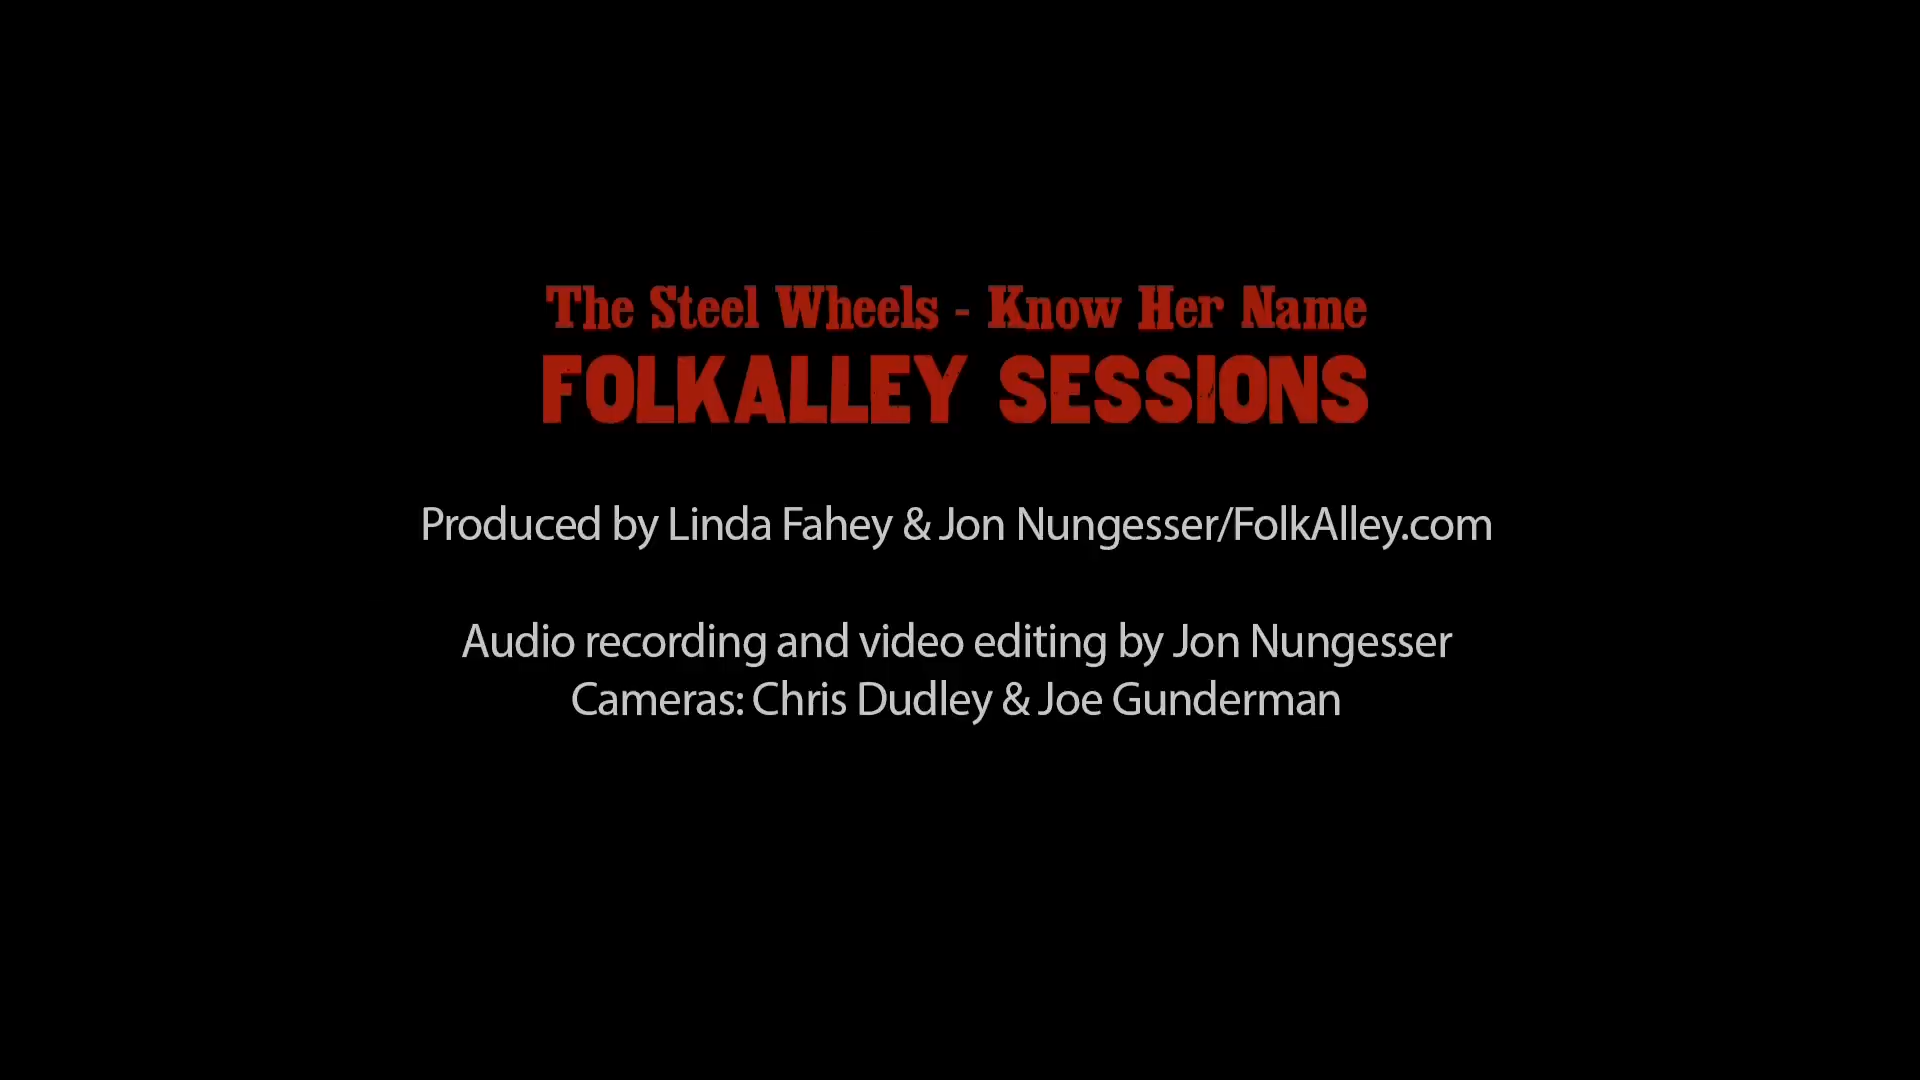 The Steel Wheels - Know Her Name
FOLKALLEY SESSIONS
Produced by Linda Fahey & Jon Nungesser/FolkAlley.com
Audio recording and video editing by Jon Nungesser
Cameras: Chris Dudley & Joe Gunderman